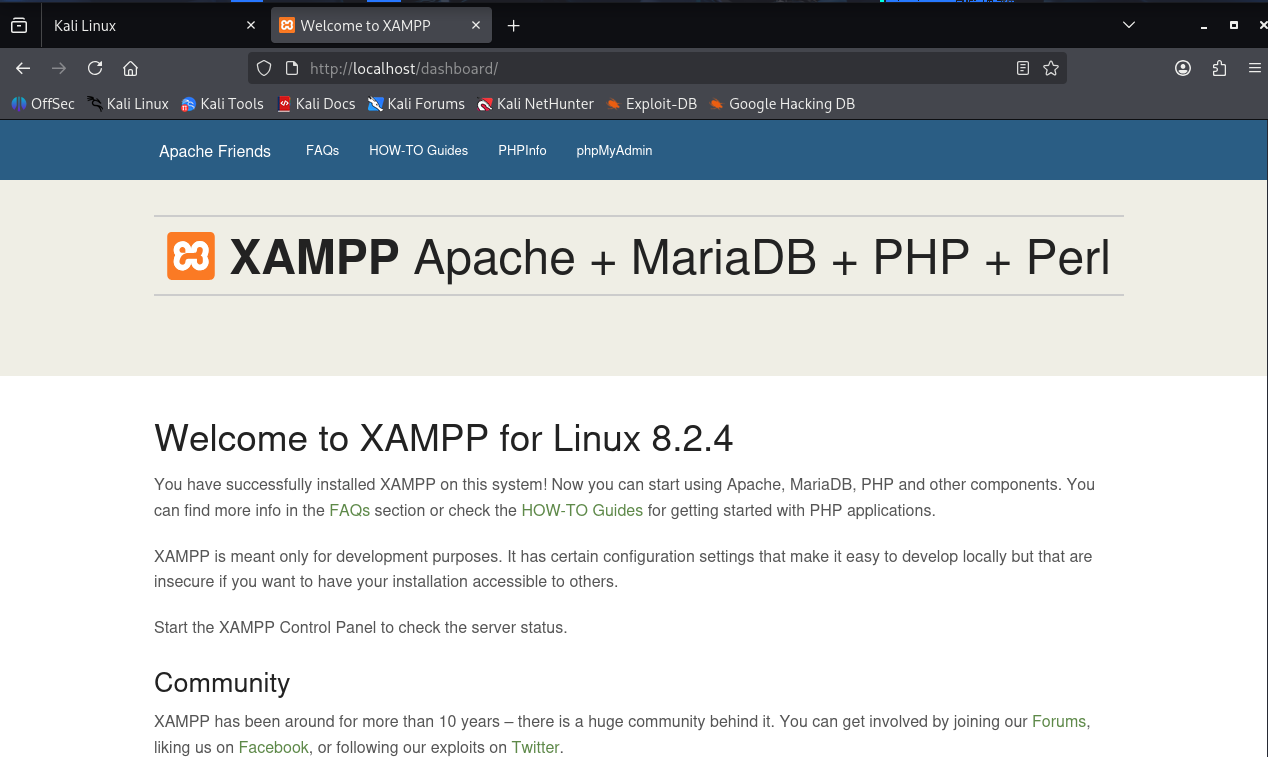 Kali Linux
Welcome to XAMPP
http://localhost/dashboard/
OffSec Kali Linux Kali Tools Kali Docs Kali Forums Kali NetHunter Exploit-DB Google Hacking DB
Apache Friends FAQs HOW-TO Guides PHPInfo phpMyAdmin
XAMPP Apache + MariaDB + PHP + Perl
Welcome to XAMPP for Linux 8.2.4
You have successfully installed XAMPP on this system! Now you can start using Apache, MariaDB, PHP and other components. You
can find more info in the FAQs section or check the HOW-TO Guides for getting started with PHP applications.
XAMPP is meant only for development purposes. It has certain configuration settings that make it easy to develop locally but that are
insecure if you want to have your installation accessible to others.
Start the XAMPP Control Panel to check the server status.
Community
XAMPP has been around for more than 10 years – there is a huge community behind it. You can get involved by joining our Forums,
liking us on Facebook, or following our exploits on Twitter.